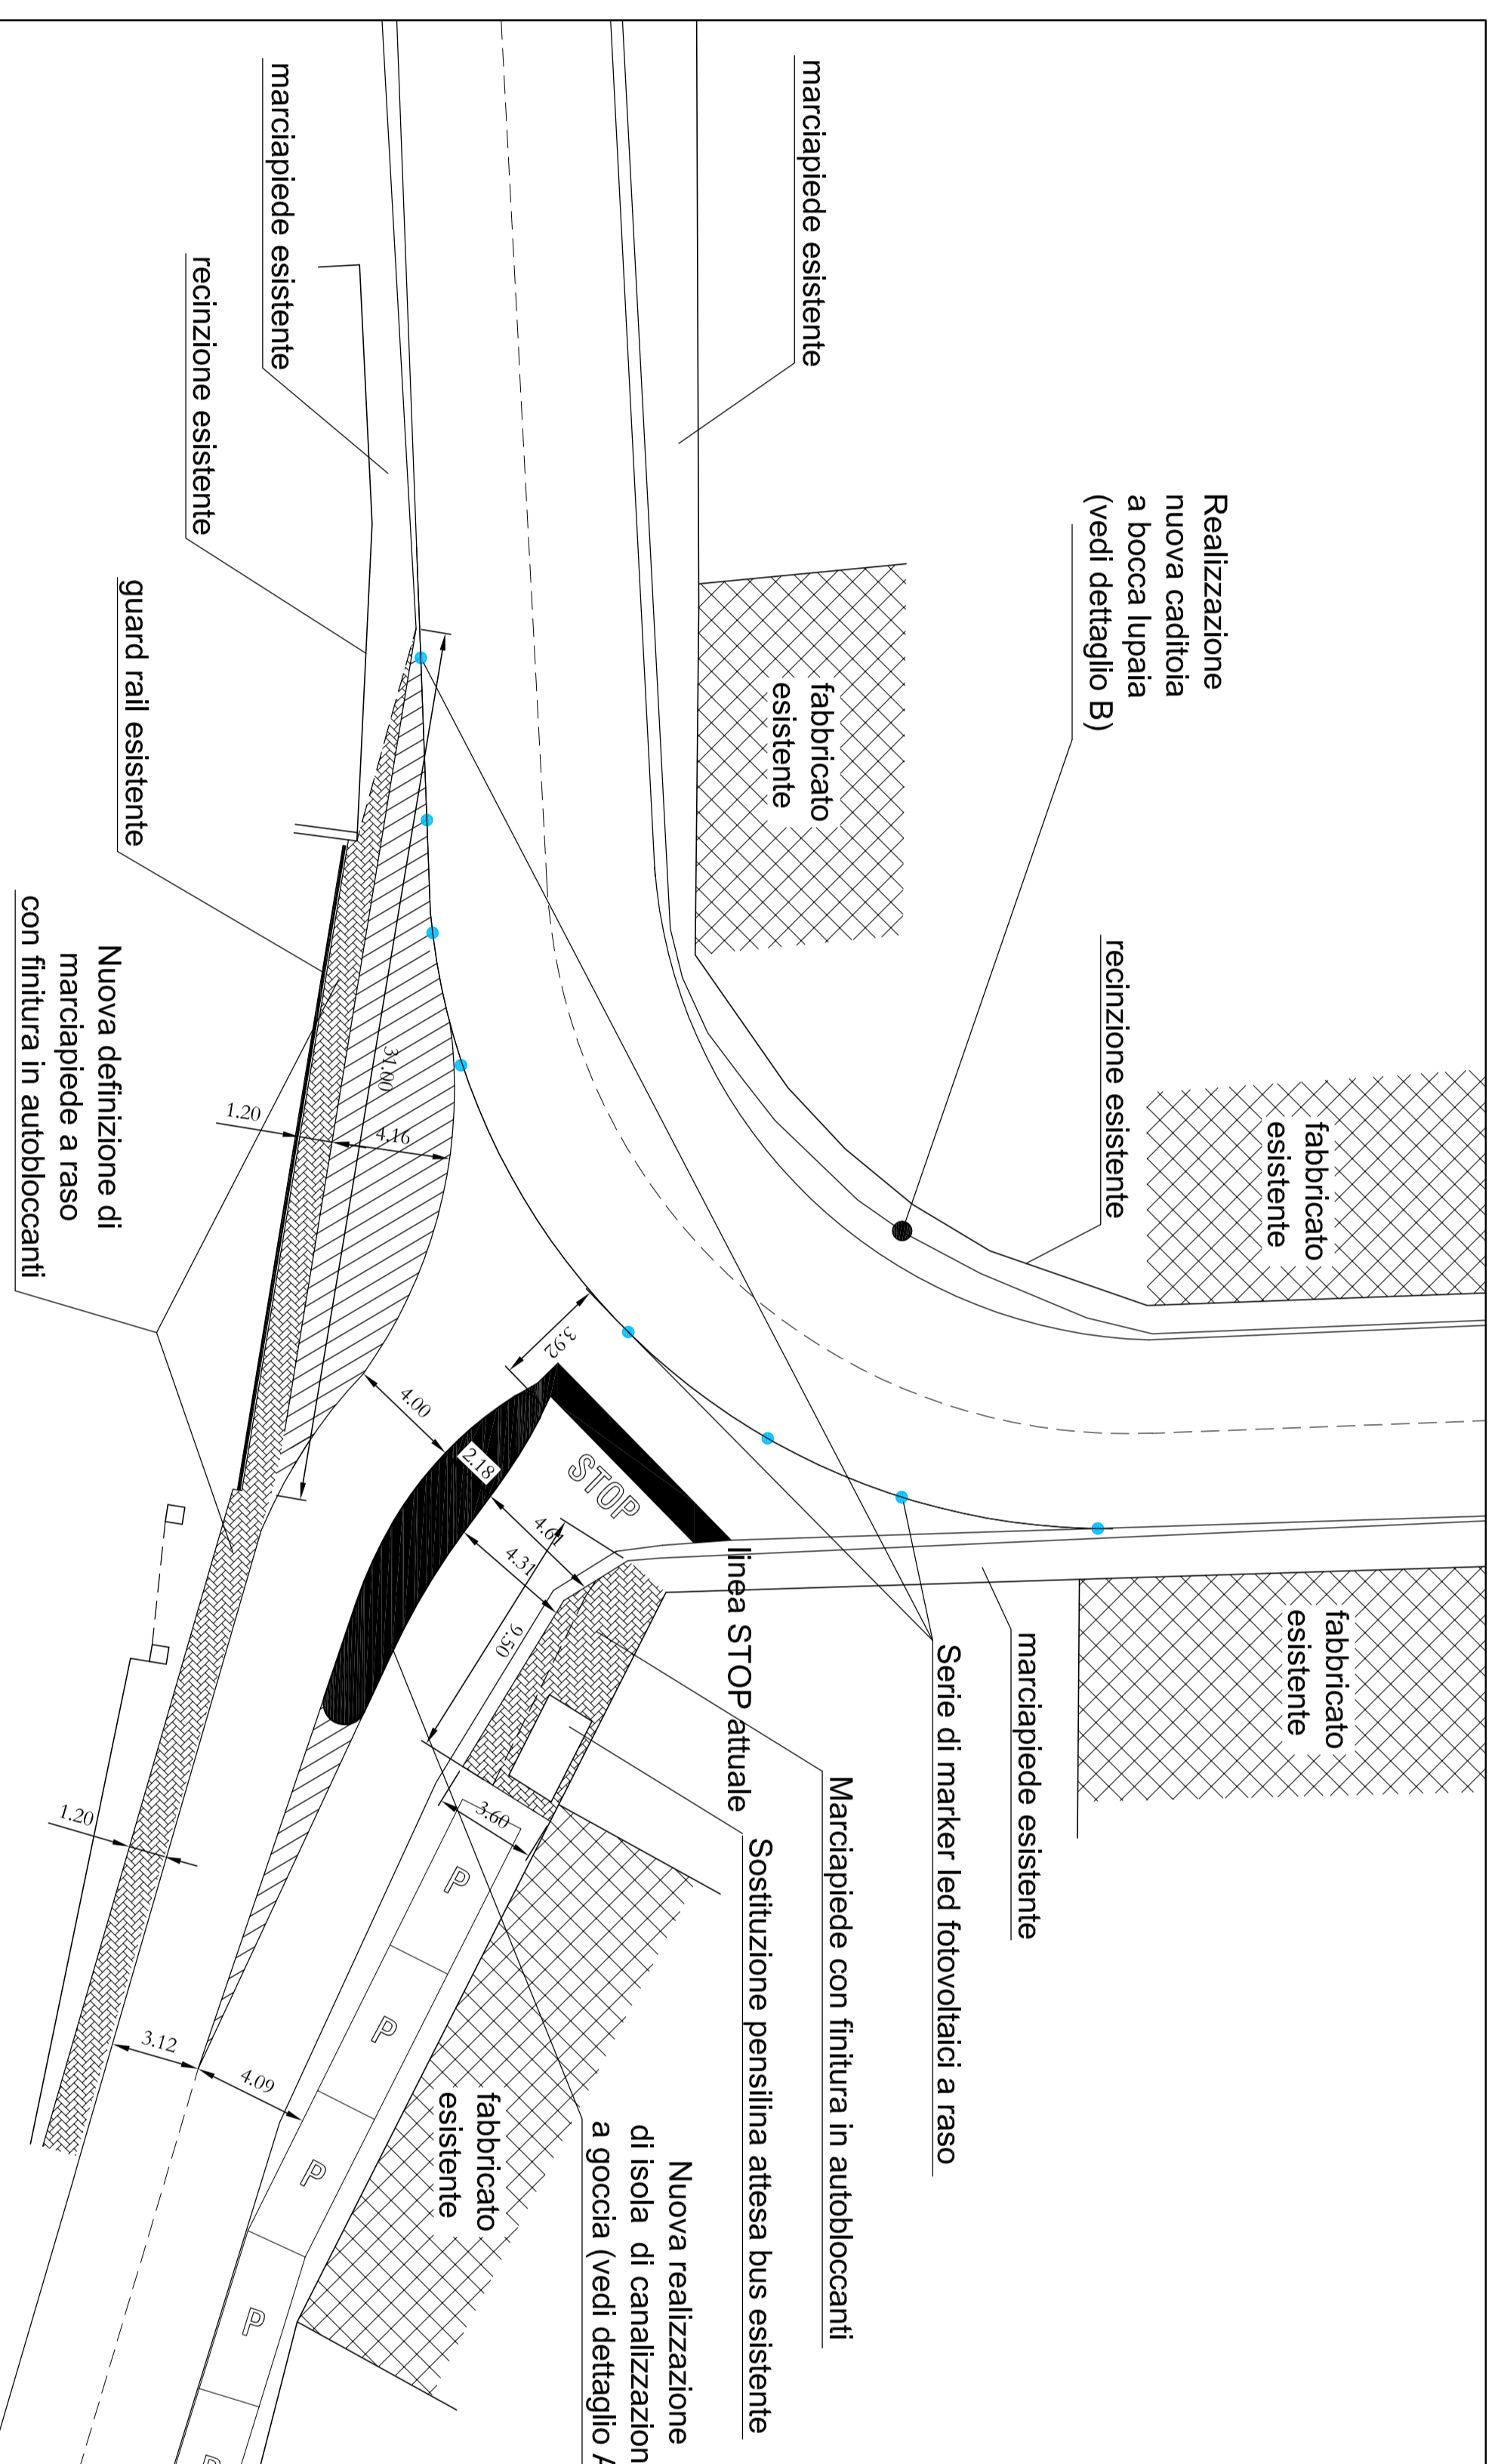 Realizzazione
nuova caditoia
a bocca lupaia
(vedi dettaglio B)
marciapiede esistente
recinzione esistente
fabbricato
esistente
fabbricato
esistente
fabbricato
esistente
marciapiede esistente
Serie di marker led fotovoltaici a raso
Marciapiede con finitura in autobloccanti
Sostituzione pensilina attesa bus esistente
linea STOP attuale
Nuova realizzazione
di isola di canalizzazion
a goccia (vedi dettaglio A
fabbricato
esistente
marciapiede esistente
recinzione esistente
guard rail esistente
Nuova definizione di
marciapiede a raso
con finitura in autobloccanti
STOP
31.00
1.20
4.16
3.92
4.00
2.18
4.61
4.31
9.50
3.60
1.20
3.12
4.09
P
P
P
P
P